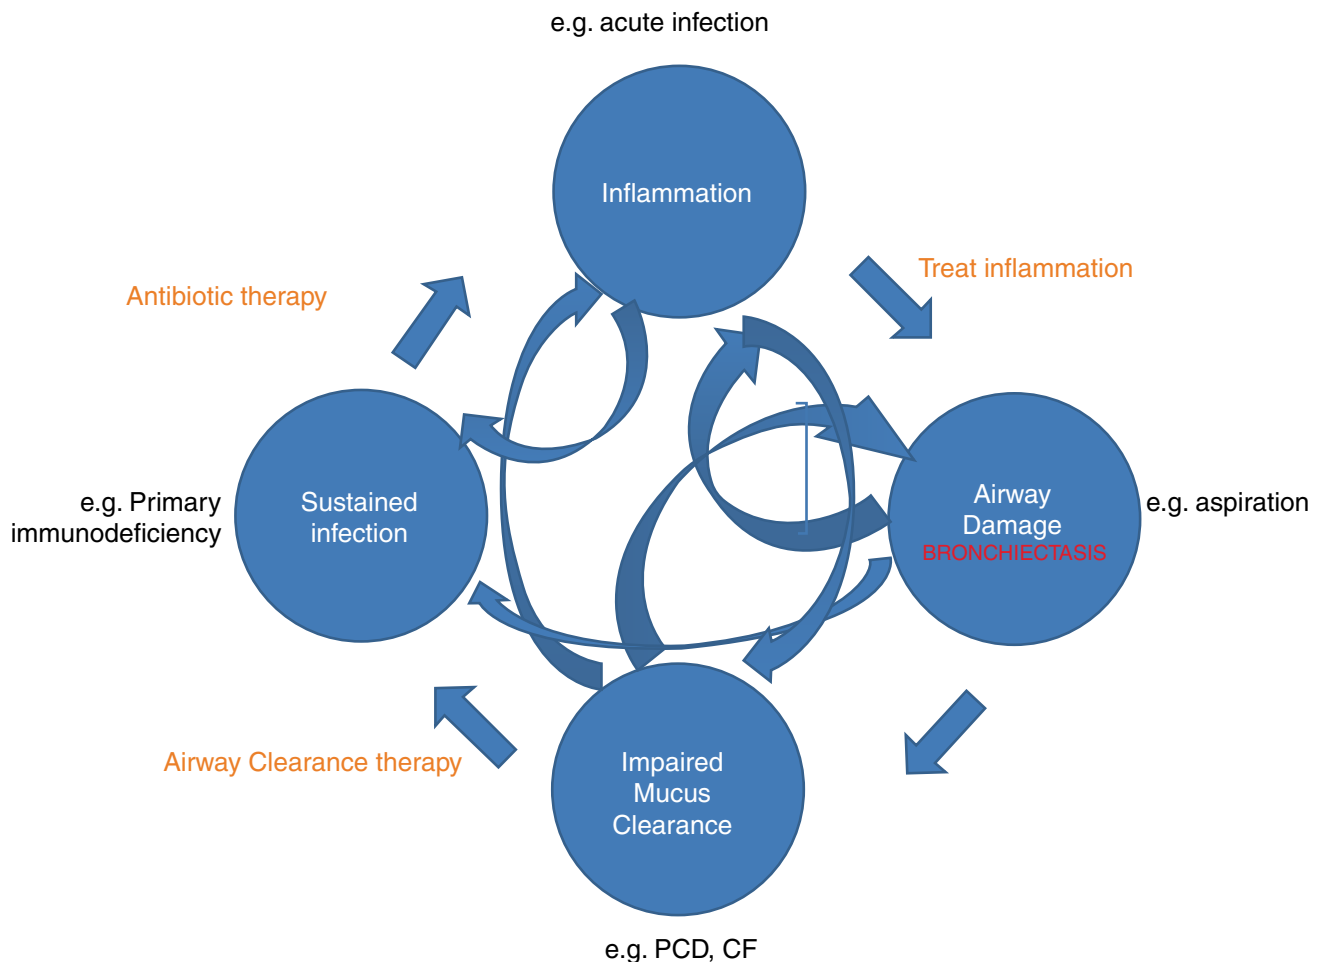 e.g. acute infection
Inflammation
Treat inflammation
Antibiotic therapy
e.g. Primary
immunodeficiency
Sustained
infection
Airway
Damage
BRONCHIECTASIS
e.g. aspiration
Airway Clearance therapy
Impaired
Mucus
Clearance
e.g. PCD, CF